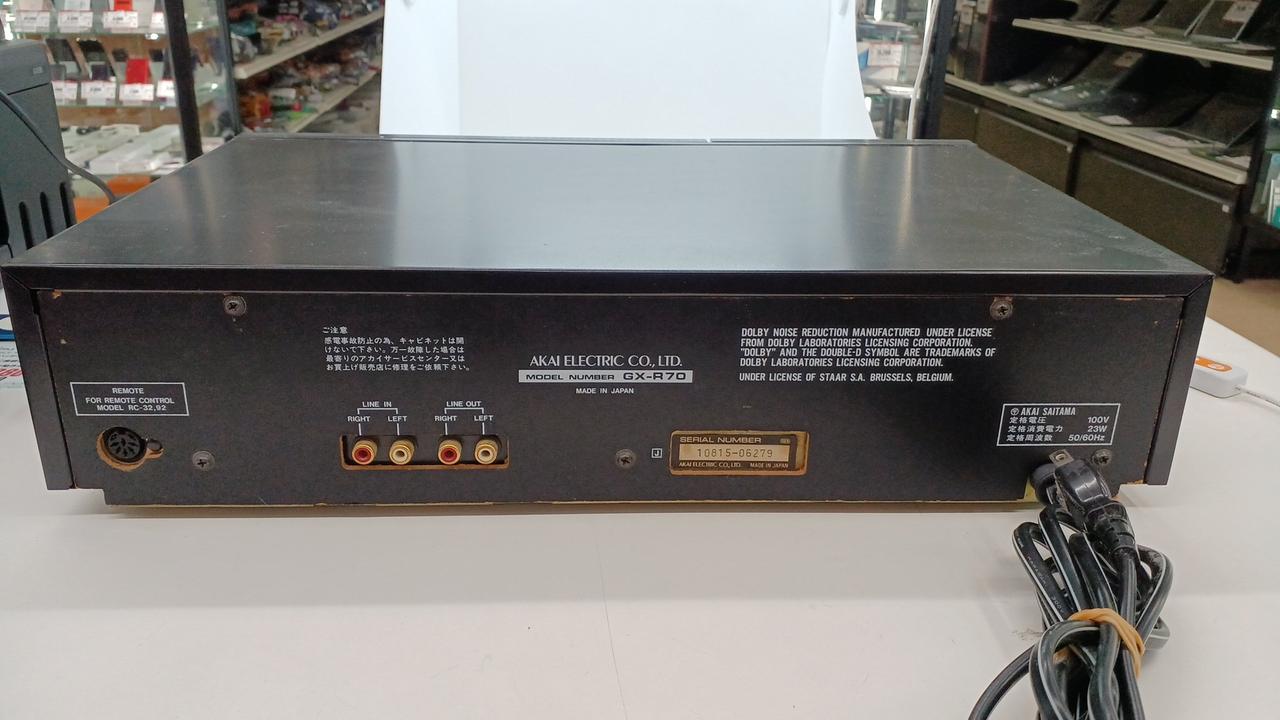 ご注意
感電事故防止の為、キャビネットは開
けないで下さい。万一故障した場合は
最寄りのアカイサービスセンター又は
お買上げ販売店に修理をご依頼下さい。
AKAI ELECTRIC CO., LTD.
MODEL NUMBER GX-R70
MADE IN JAPAN
DOLBY NOISE REDUCTION MANUFACTURED UNDER LICENSE
FROM DOLBY LABORATORIES LICENSING CORPORATION.
"DOLBY" AND THE DOUBLE-D SYMBOL ARE TRADEMARKS OF
DOLBY LABORATORIES LICENSING CORPORATION.
UNDER LICENSE OF STAAR S.A. BRUSSELS, BELGIUM.
REMOTE
FOR REMOTE CONTROL
MODEL RC-32,92
LINE IN
RIGHT LEFT
LINE OUT
RIGHT LEFT
J
SERIAL NUMBER
10815-06279
AKAI ELECTRIC CO., LTD. MADE IN JAPAN
〒 AKAI SAITAMA
定格電圧 100V
定格消費電力 23W
定格周波数 50/60Hz